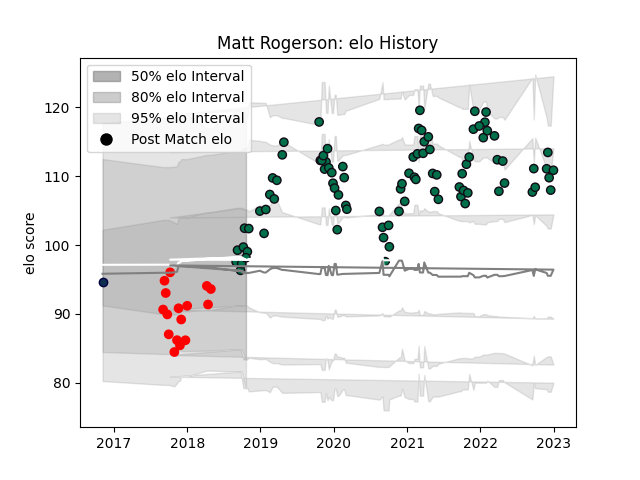 Matt Rogerson: elo History
50% elo Interval
80% elo Interval
95% elo Interval
Post Match elo
elo score
120
110
100
90
80
2017
2018
2019
2020
2021
2022
2023